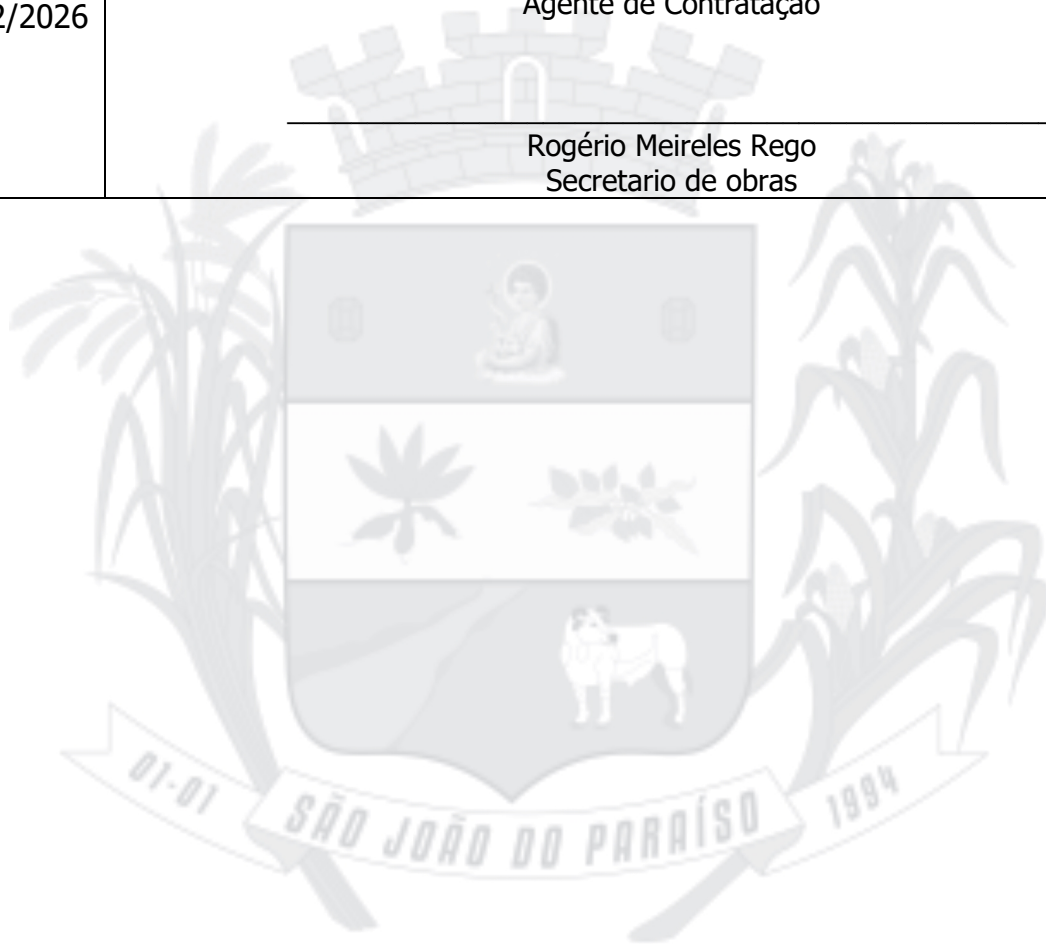 2/2026
Agente de Contratação
Rogério Meireles Rego
Secretario de obras
01-01
SÃO JOÃO DO PARAÍSO
1994